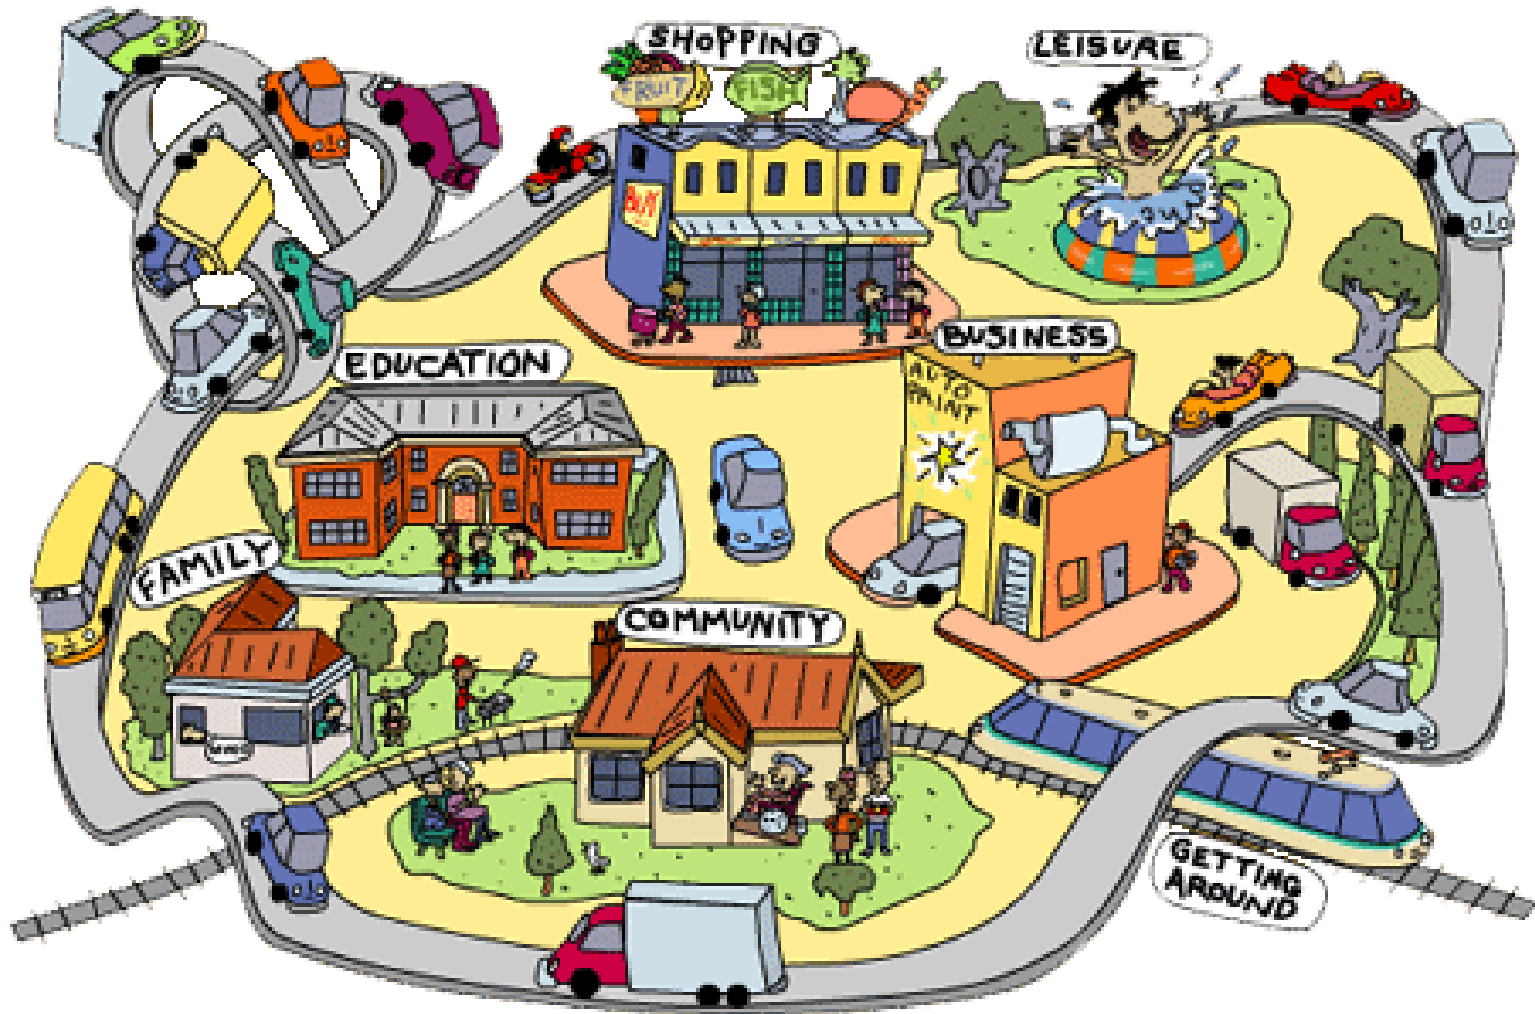 SHOPPING
LEISURE
FRUIT
FISH
BUY
BUSINESS
EDUCATION
AUTO
PAINT
FAMILY
COMMUNITY
GETTING
AROUND